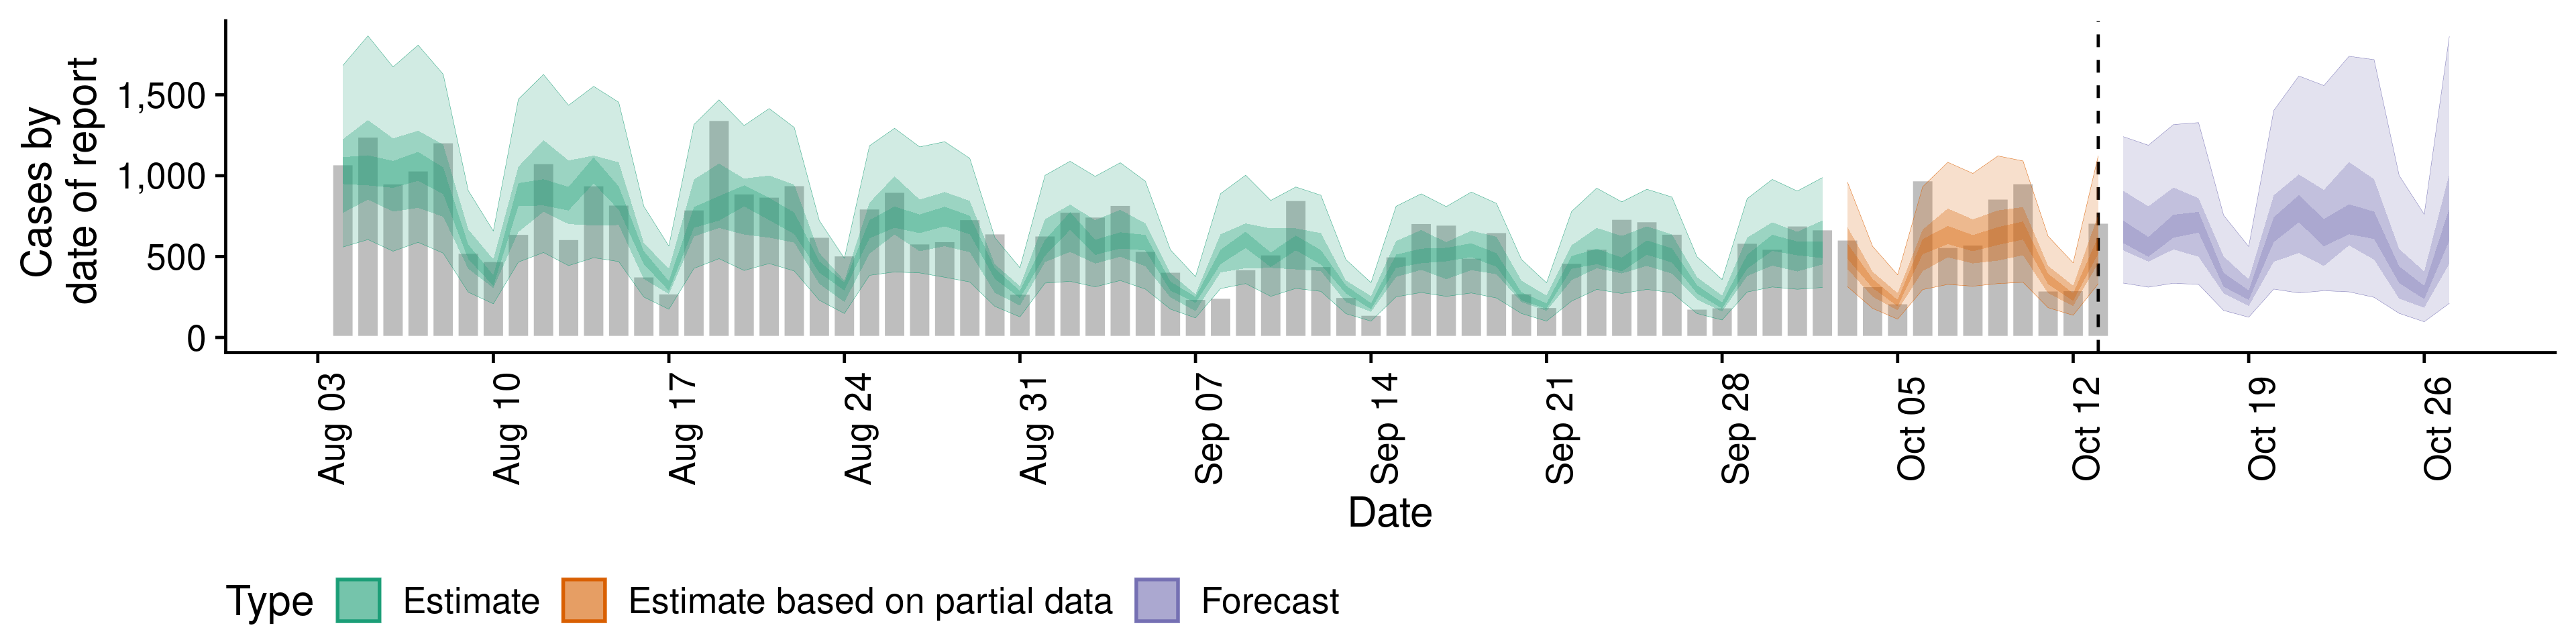 Cases by
date of report
1,500
1,000
500
0
Aug 03
Aug 10
Aug 17
Aug 24
Aug 31
Sep 07
Sep 14
Sep 21
Sep 28
Oct 05
Oct 12
Oct 19
Oct 26
Date
Type
Estimate
Estimate based on partial data
Forecast